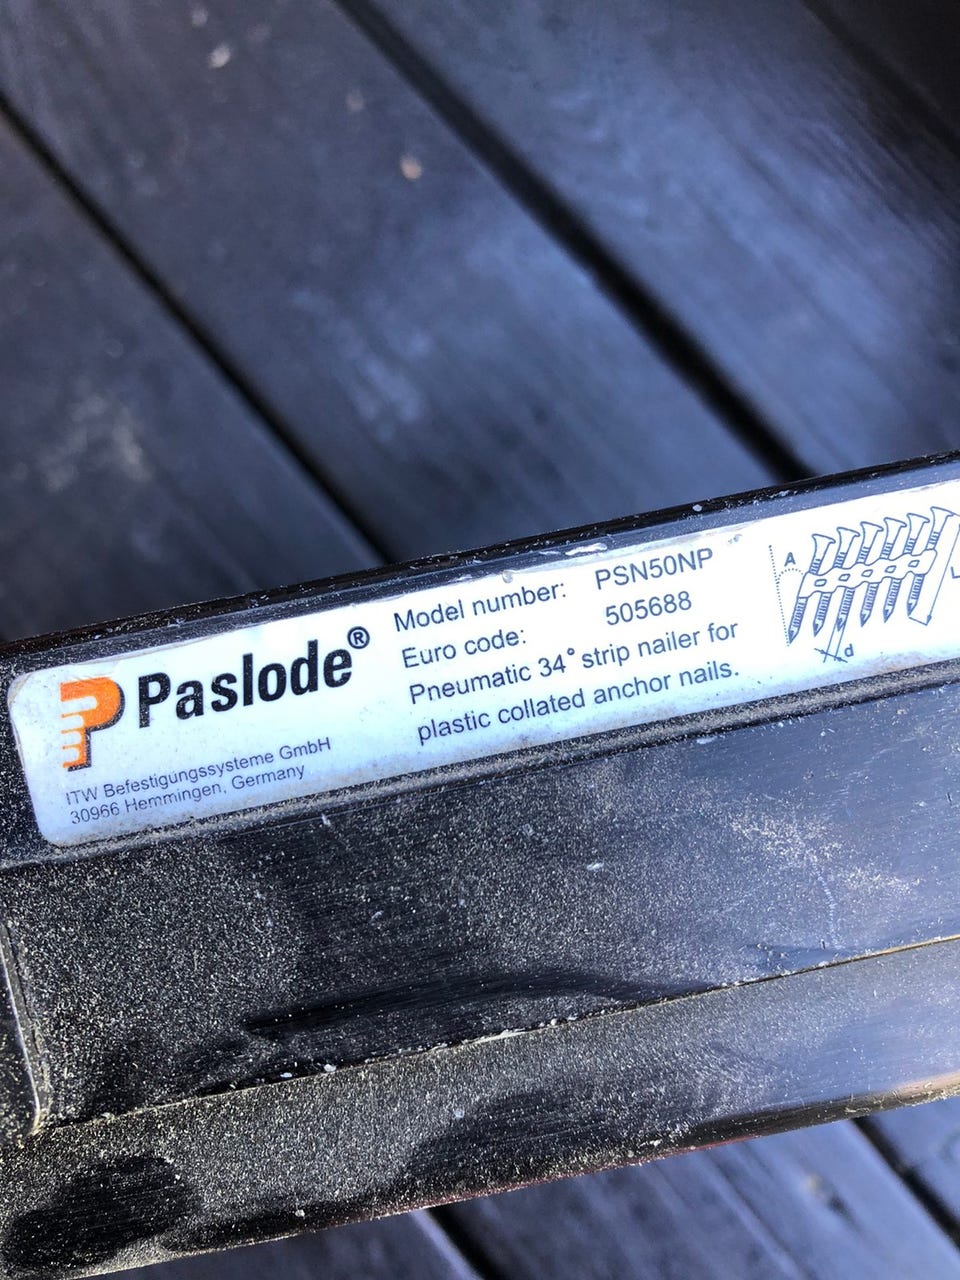 Paslode®
ITW Befestigungssysteme GmbH
30966 Hemmingen, Germany
Model number: PSN50NP
Euro code: 505688
Pneumatic 34° strip nailer for
plastic collated anchor nails.
A
L
d